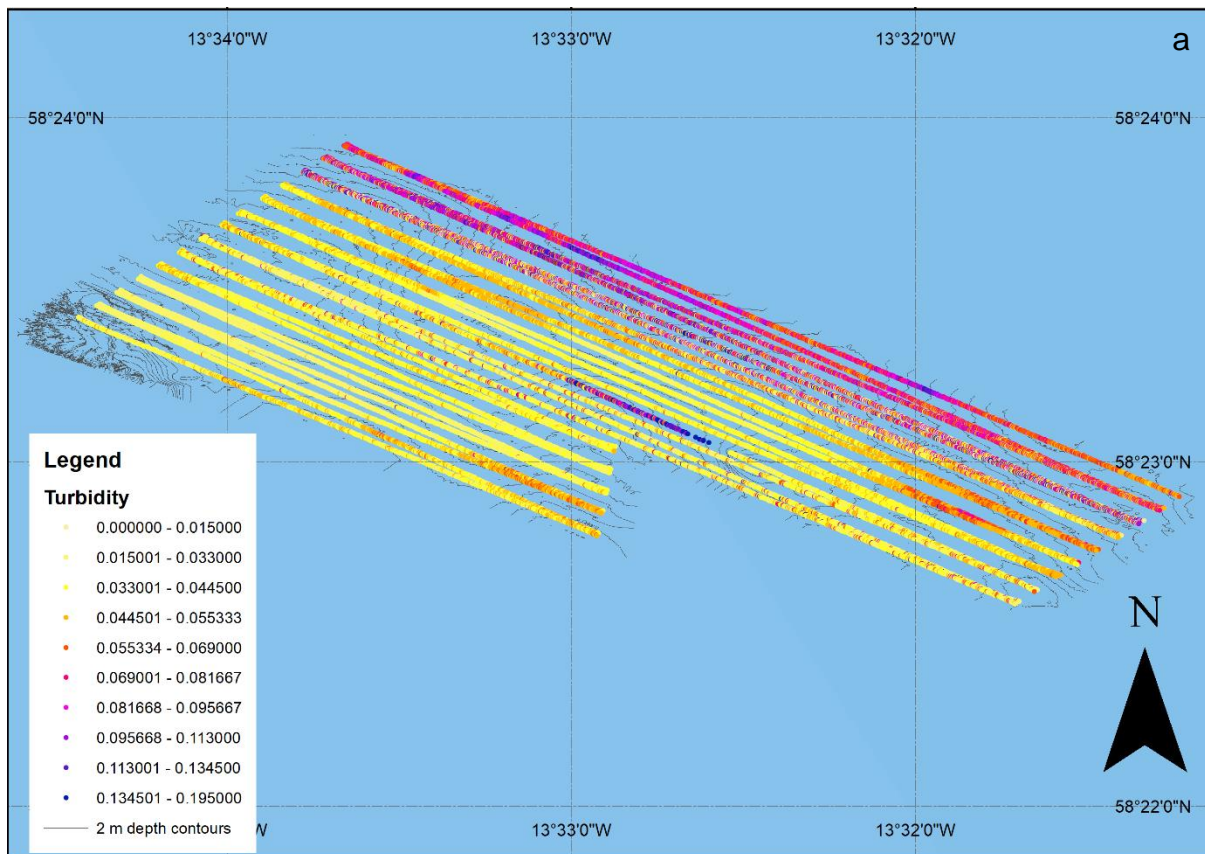 13°34'0"W 13°33'0"W 13°32'0"W
a
58°24'0"N 58°24'0"N
58°23'0"N
Legend
Turbidity
0.000000 - 0.015000
0.015001 - 0.033000
0.033001 - 0.044500
0.044501 - 0.055333
0.055334 - 0.069000
0.069001 - 0.081667
0.081668 - 0.095667
0.095668 - 0.113000
0.113001 - 0.134500
0.134501 - 0.195000
2 m depth contours
N
58°22'0"N
W 13°33'0"W 13°32'0"W